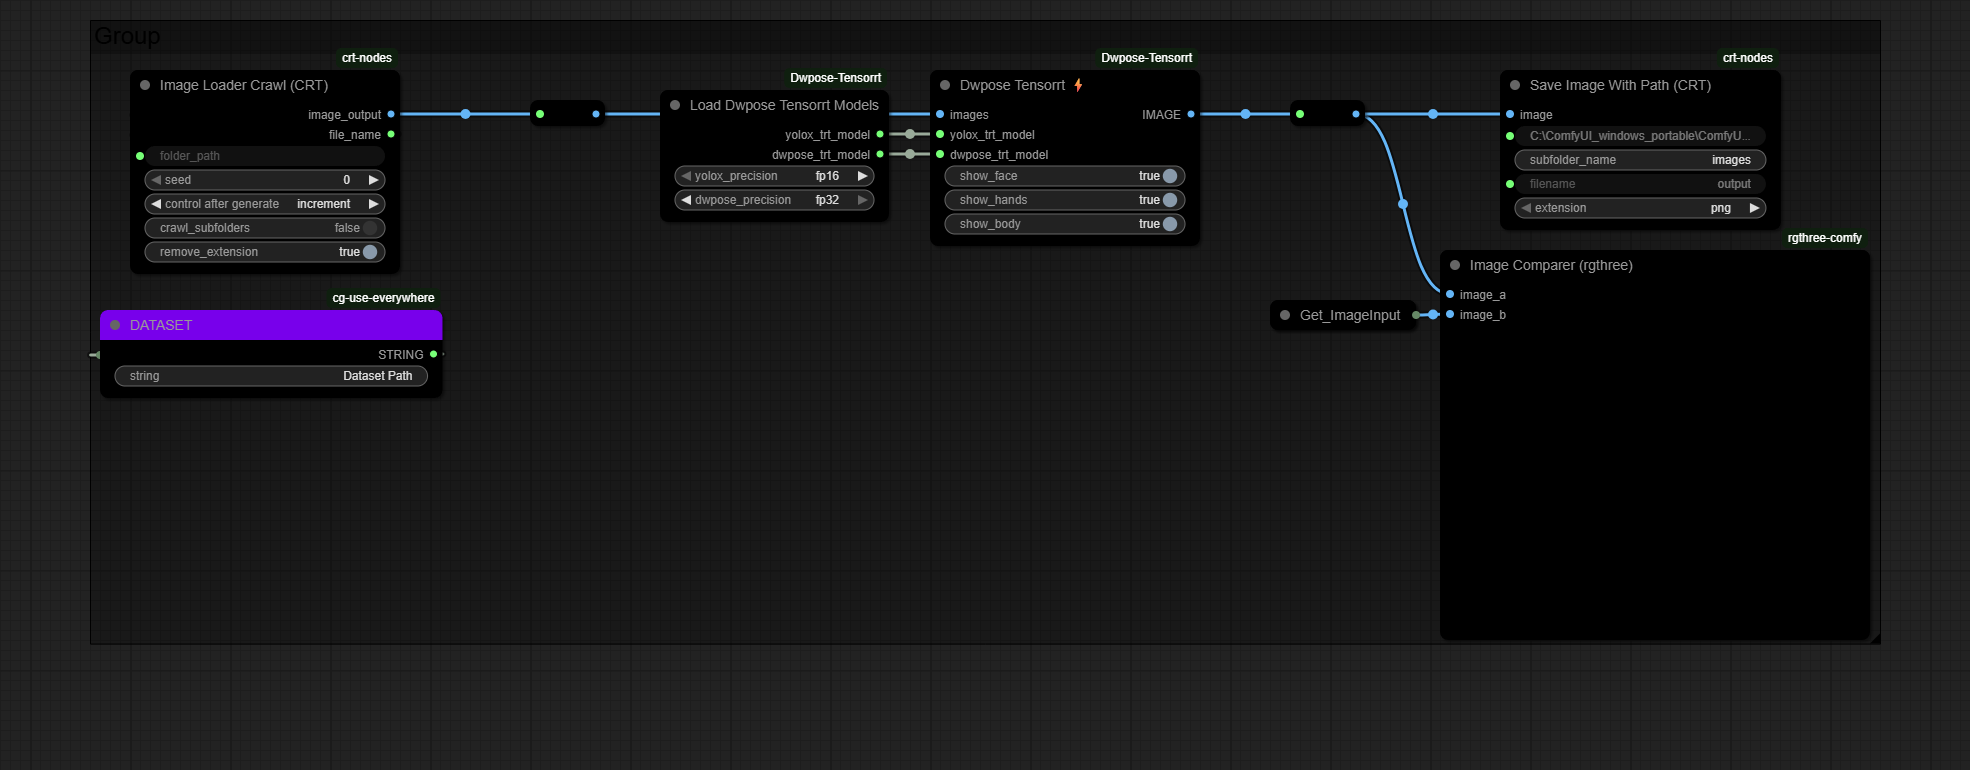 Group
crt-nodes
Image Loader Crawl (CRT)
image_output
file_name
folder_path
seed 0
control after generate increment
crawl_subfolders false
remove_extension true
cg-use-everywhere
DATASET
STRING
string Dataset Path
Dwpose-Tensorrt
Load Dwpose Tensorrt Models
yolox_trt_model
dwpose_trt_model
yolox_precision fp16
dwpose_precision fp32
Dwpose-Tensorrt
Dwpose Tensorrt
images IMAGE
yolox_trt_model
dwpose_trt_model
show_face true
show_hands true
show_body true
crt-nodes
Save Image With Path (CRT)
image
C:\ComfyUI_windows_portable\ComfyU...
subfolder_name images
filename output
extension png
rgthree-comfy
Image Comparer (rgthree)
image_a
image_b
Get_ImageInput